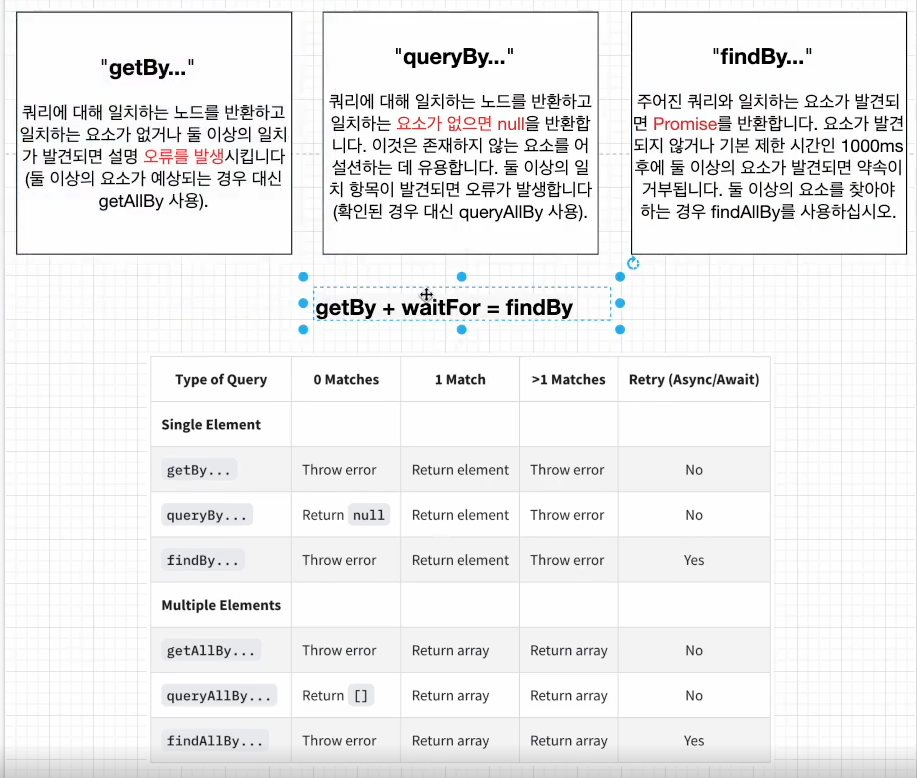 "getBy..."
쿼리에 대해 일치하는 노드를 반환하고
일치하는 요소가 없거나 둘 이상의 일치
가 발견되면 설명 오류를 발생시킵니다
(둘 이상의 요소가 예상되는 경우 대신
getAllBy 사용).
"queryBy..."
쿼리에 대해 일치하는 노드를 반환하고
일치하는 요소가 없으면 null을 반환합
니다. 이것은 존재하지 않는 요소를 어
설션하는 데 유용합니다. 둘 이상의 일
치 항목이 발견되면 오류가 발생합니다
(확인된 경우 대신 queryAllBy 사용).
"findBy..."
주어진 쿼리와 일치하는 요소가 발견되
면 Promise를 반환합니다. 요소가 발견
되지 않거나 기본 제한 시간인 1000ms
후에 둘 이상의 요소가 발견되면 약속이
거부됩니다. 둘 이상의 요소를 찾아야
하는 경우 findAllBy를 사용하십시오.
getBy + waitFor = findBy
Type of Query 0 Matches 1 Match >1 Matches Retry (Async/Await)
Single Element
getBy... Throw error Return element Throw error No
queryBy... Return null Return element Throw error No
findBy... Throw error Return element Throw error Yes
Multiple Elements
getAllBy... Throw error Return array Return array No
queryAllBy... Return [] Return array Return array No
findAllBy... Throw error Return array Return array Yes